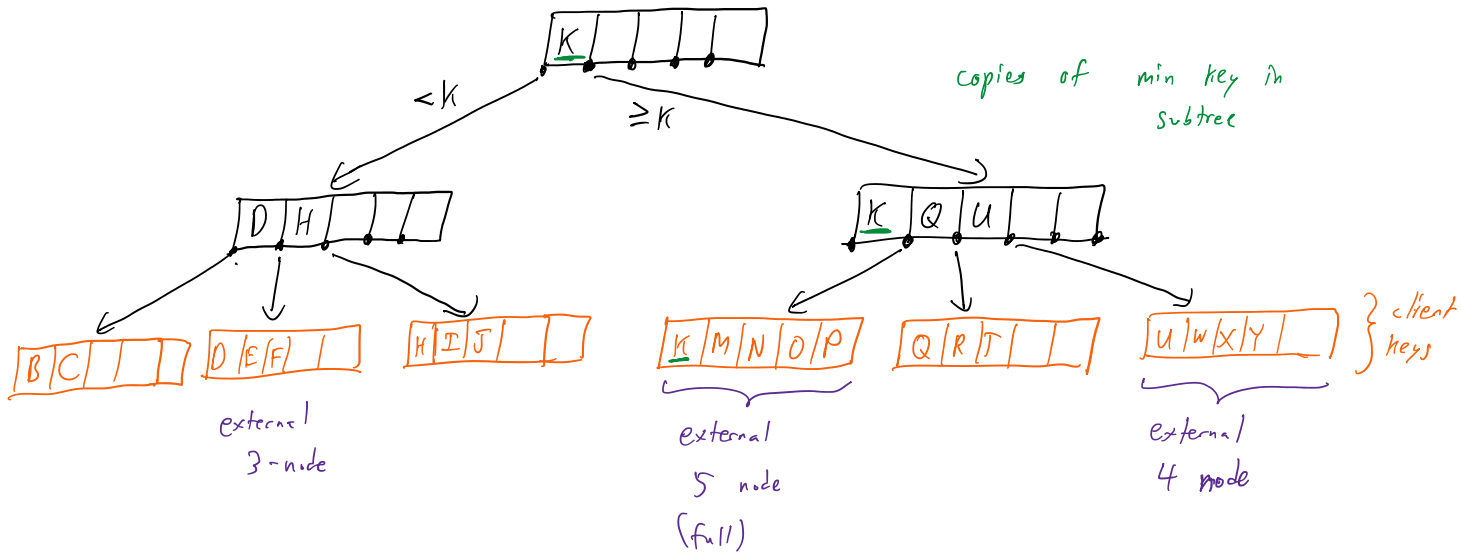 K
copies of min key in
subtree
<K
≥K
D H
K Q U
B C
D E F
H I J
K M N O P
Q R T
U W X Y
client
keys
external
3-node
external
5 node
(full)
external
4 node